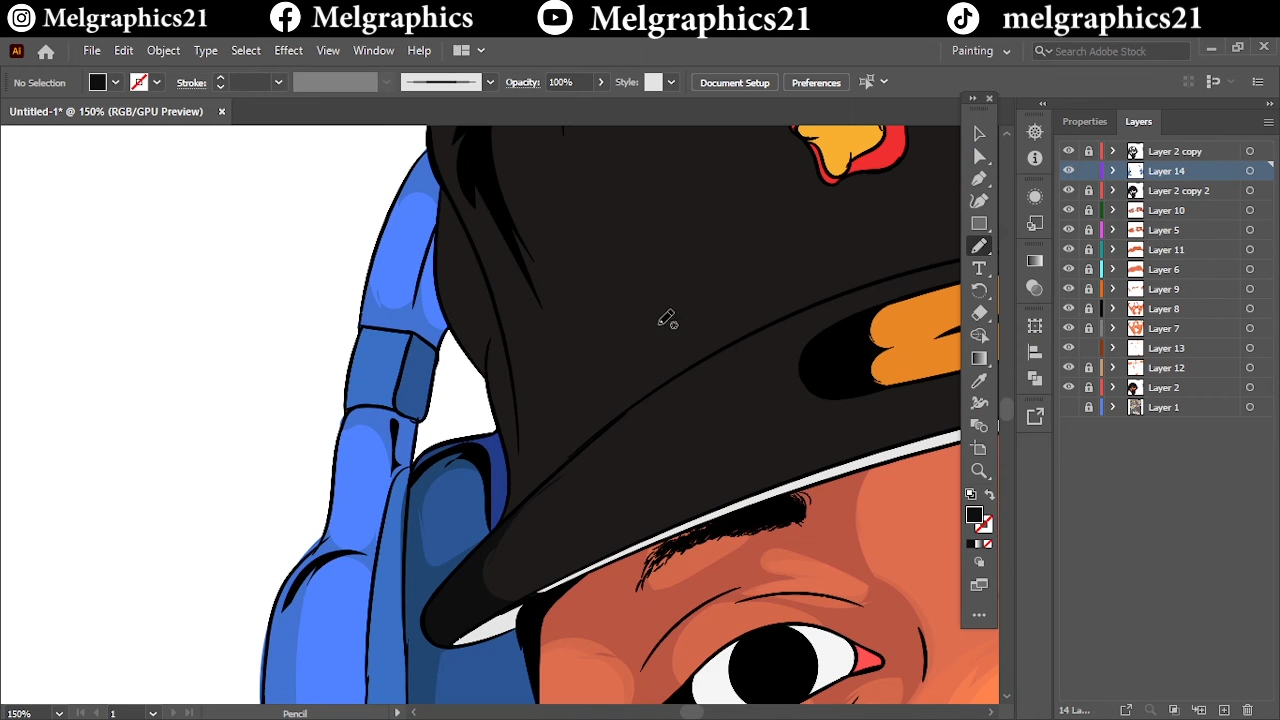 Melgraphics21 Melgraphics Melgraphics21 melgraphics21
Ai File Edit Object Type Select Effect View Window Help Painting Search Adobe Stock
No Selection Stroke: Opacity: 100% Style: Document Setup Preferences
Untitled-1* @ 150% (RGB/GPU Preview)
Properties Layers
Layer 2 copy
Layer 14
Layer 2 copy 2
Layer 10
Layer 5
Layer 11
Layer 6
Layer 9
Layer 8
Layer 7
Layer 13
Layer 12
Layer 2
Layer 1
150% 1 Pencil 14 La...